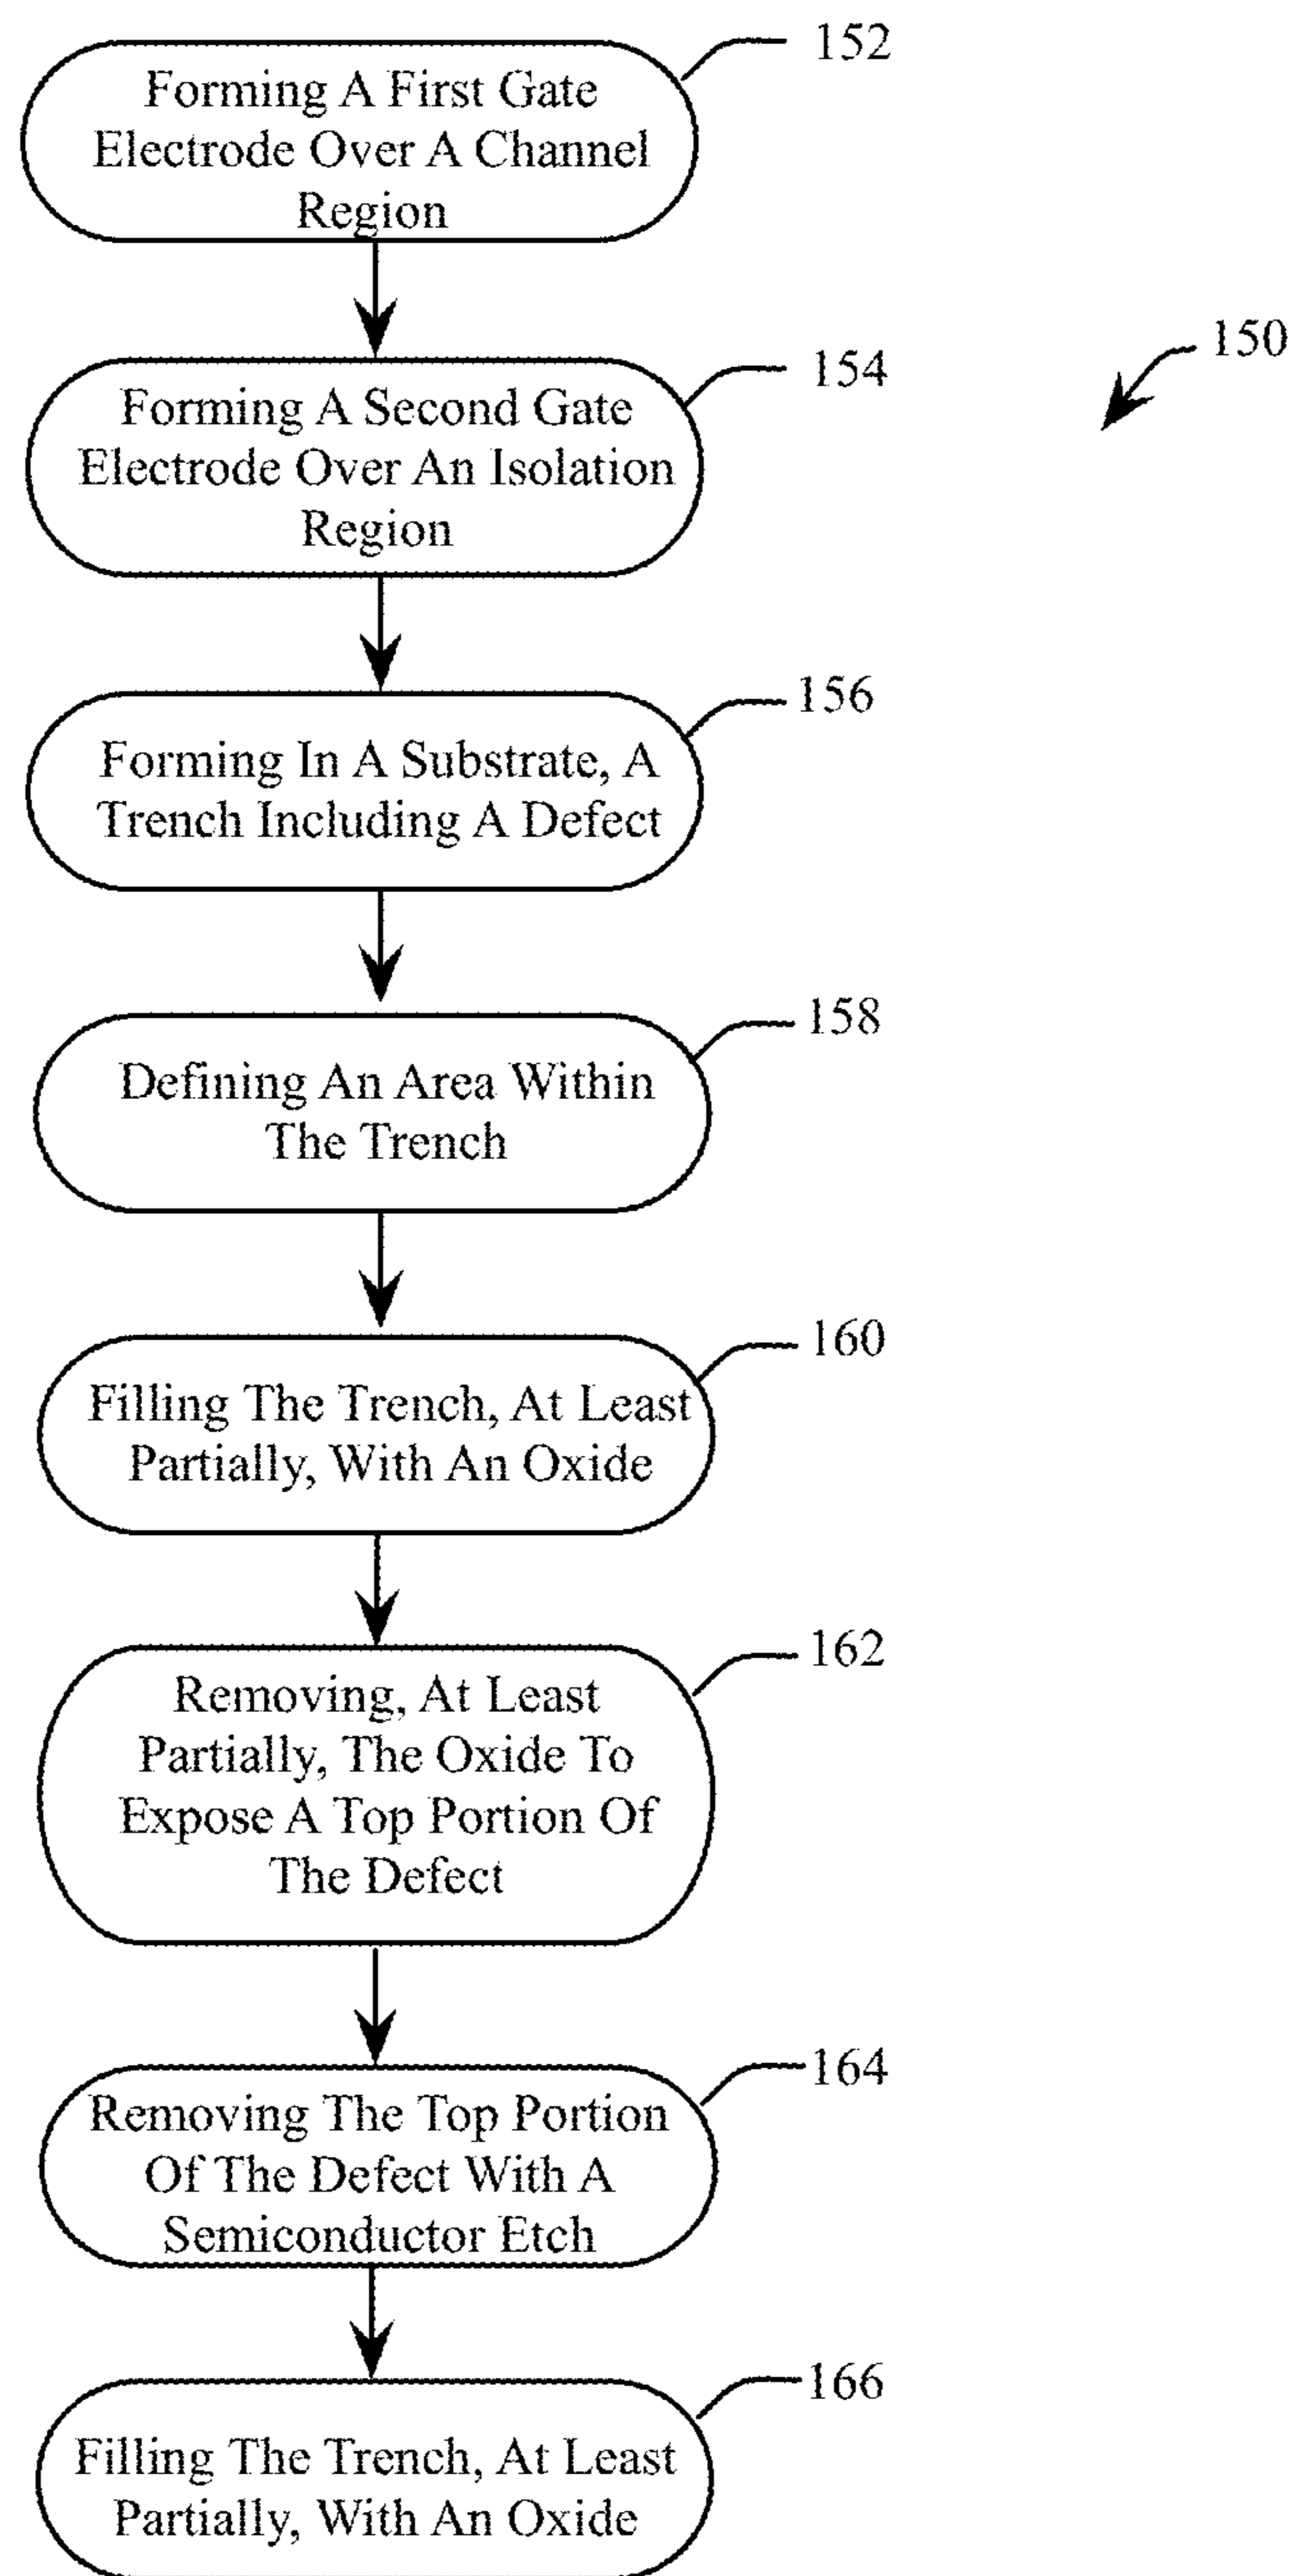 152
Forming A First Gate
Electrode Over A Channel
Region
150
154
Forming A Second Gate
Electrode Over An Isolation
Region
156
Forming In A Substrate, A
Trench Including A Defect
158
Defining An Area Within
The Trench
160
Filling The Trench, At Least
Partially, With An Oxide
162
Removing, At Least
Partially, The Oxide To
Expose A Top Portion Of
The Defect
164
Removing The Top Portion
Of The Defect With A
Semiconductor Etch
166
Filling The Trench, At Least
Partially, With An Oxide